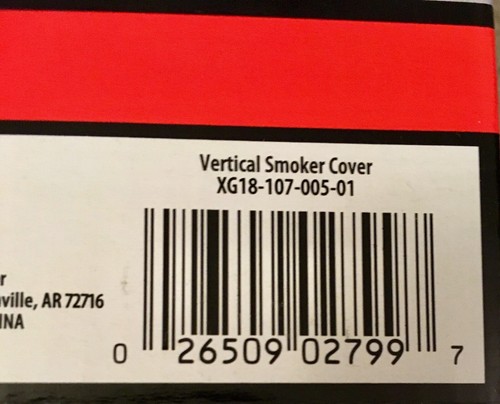 Vertical Smoker Cover
XG18-107-005-01
r
ville, AR 72716
INA
0 26509 02799 7